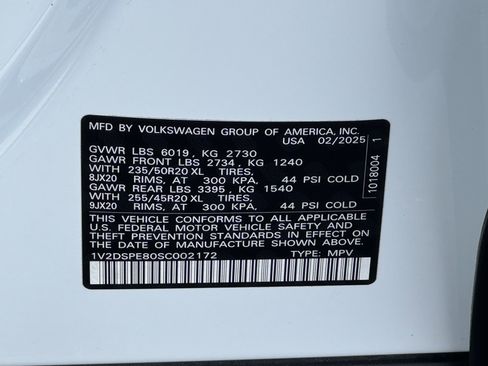 MFD BY VOLKSWAGEN GROUP OF AMERICA, INC.
USA 02/2025
GVWR LBS 6019, KG 2730
GAWR FRONT LBS 2734, KG 1240
WITH 235/50R20 XL TIRES,
8JX20 RIMS, AT 300 KPA, 44 PSI COLD
GAWR REAR LBS 3395, KG 1540
WITH 255/45R20 XL TIRES,
9JX20 RIMS, AT 300 KPA, 44 PSI COLD
THIS VEHICLE CONFORMS TO ALL APPLICABLE
U.S. FEDERAL MOTOR VEHICLE SAFETY
STANDARDS IN EFFECT ON THE
DATE OF MANUFACTURE SHOWN ABOVE.
1V2DSPE80SC002172 TYPE: MPV
1018004 1